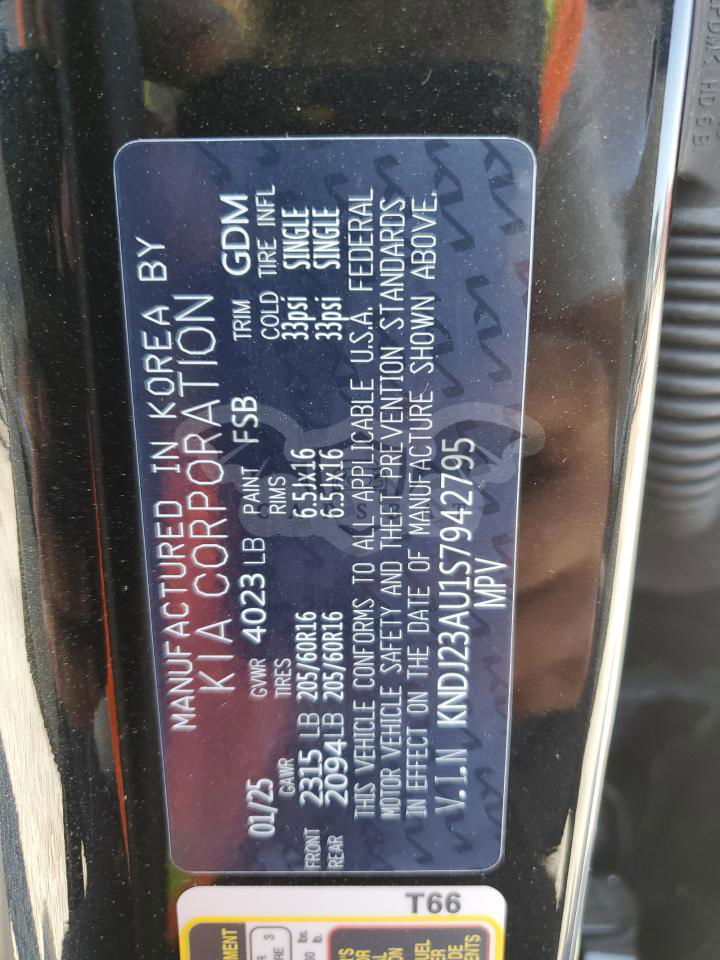 MANUFACTURED IN KOREA BY
KIA CORPORATION
01/25 GVWR 4023 LB PAINT FSB TRIM GDM
GAWR TIRES RIMS COLD TIRE INFL
FRONT 2315 LB 205/60R16 6.5Jx16 33psi SINGLE
REAR 2094LB 205/60R16 6.5Jx16 33psi SINGLE
THIS VEHICLE CONFORMS TO ALL APPLICABLE U.S.A. FEDERAL
MOTOR VEHICLE SAFETY AND THEFT PREVENTION STANDARDS
IN EFFECT ON THE DATE OF MANUFACTURE SHOWN ABOVE.
V.I.N KNDJ23AU1S7942795
MPV
T66